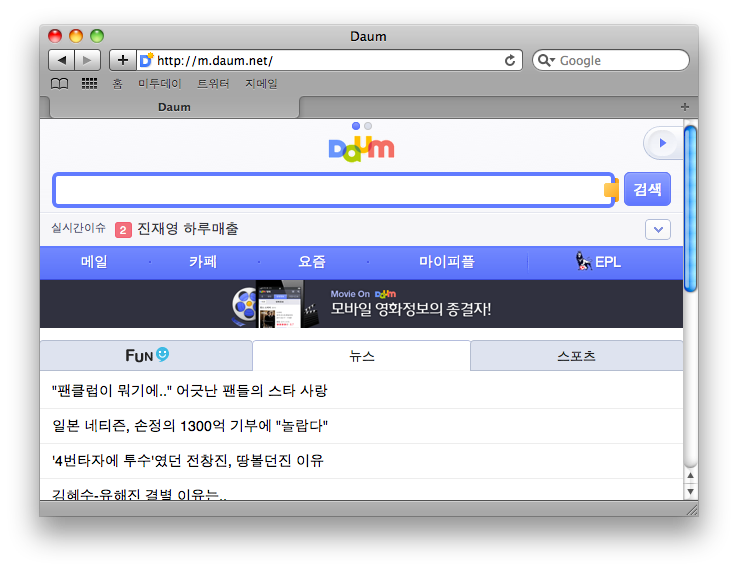 Daum
http://m.daum.net/
Google
홈 미투데이 트위터 지메일
Daum
Daum
검색
실시간이슈 2 진재영 하루매출
메일 · 카페 · 요즘 · 마이피플 EPL
Movie On Daum
모바일 영화정보의 종결자!
FUN 뉴스 스포츠
"팬클럽이 뭐기에.." 어긋난 팬들의 스타 사랑
일본 네티즌, 손정의 1300억 기부에 "놀랍다"
'4번타자에 투수'였던 전창진, 땅볼던진 이유
김혜수-유해진 결별 이유는..